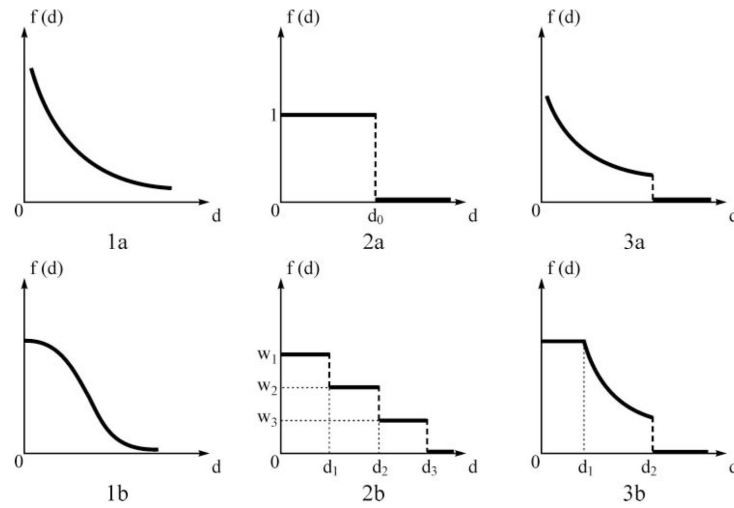 f (d)
0
d
1a
f (d)
1
0
d₀
d
2a
f (d)
0
d
3a
f (d)
0
d
1b
f (d)
w₁
w₂
w₃
0
d₁
d₂
d₃
d
2b
f (d)
0
d₁
d₂
d
3b